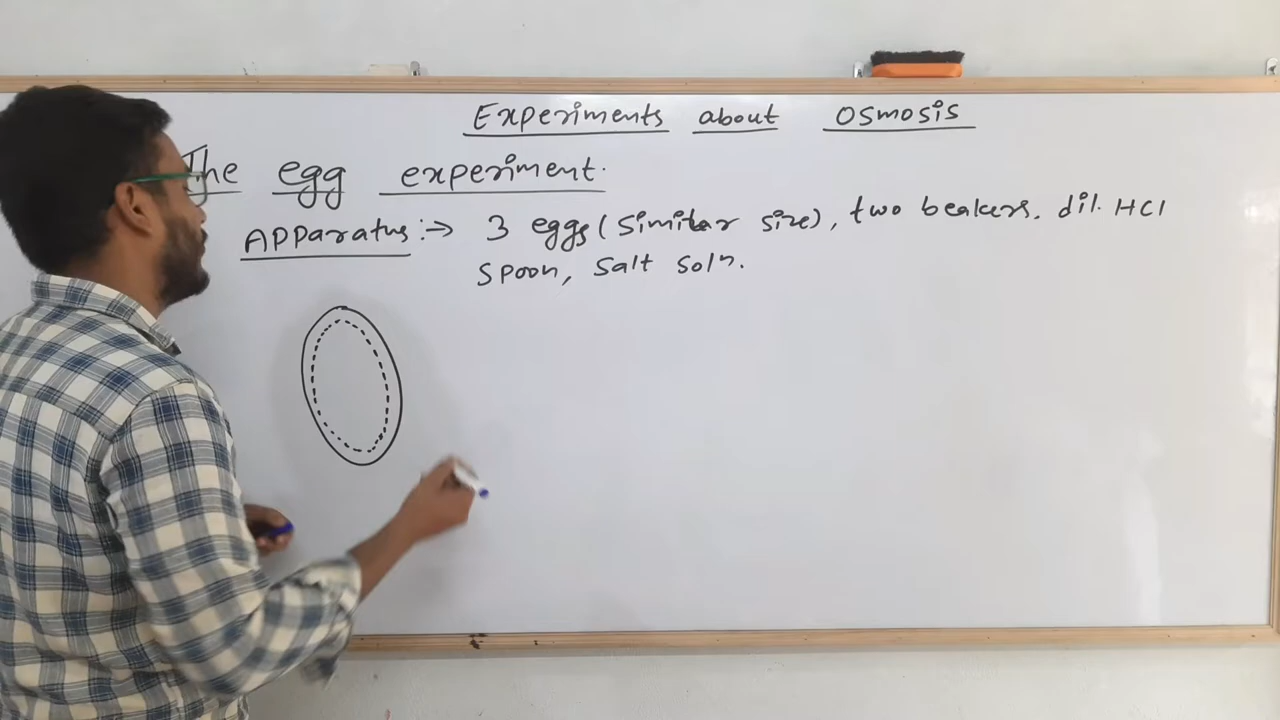 Experiments about Osmosis
The egg experiment.
Apparatus :→ 3 eggs (Similar size), two beakers. dil. HCl
Spoon, Salt Soln.